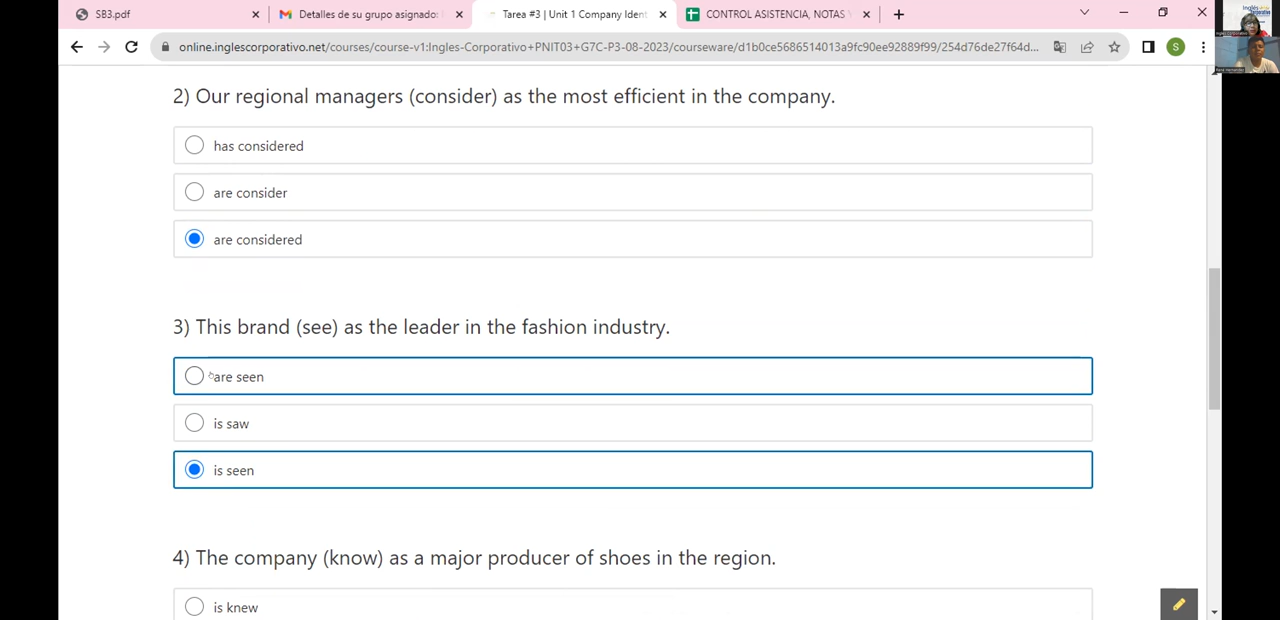 SB3.pdf
Detalles de su grupo asignado:
Tarea #3 | Unit 1 Company Ident
CONTROL ASISTENCIA, NOTAS Y
online.inglescorporativo.net/courses/course-v1:Ingles-Corporativo+PNIT03+G7C-P3-08-2023/courseware/d1b0ce5686514013a9fc90ee92889f99/254d76de27f64d...
S
2) Our regional managers (consider) as the most efficient in the company.
has considered
are consider
are considered
3) This brand (see) as the leader in the fashion industry.
are seen
is saw
is seen
4) The company (know) as a major producer of shoes in the region.
is knew